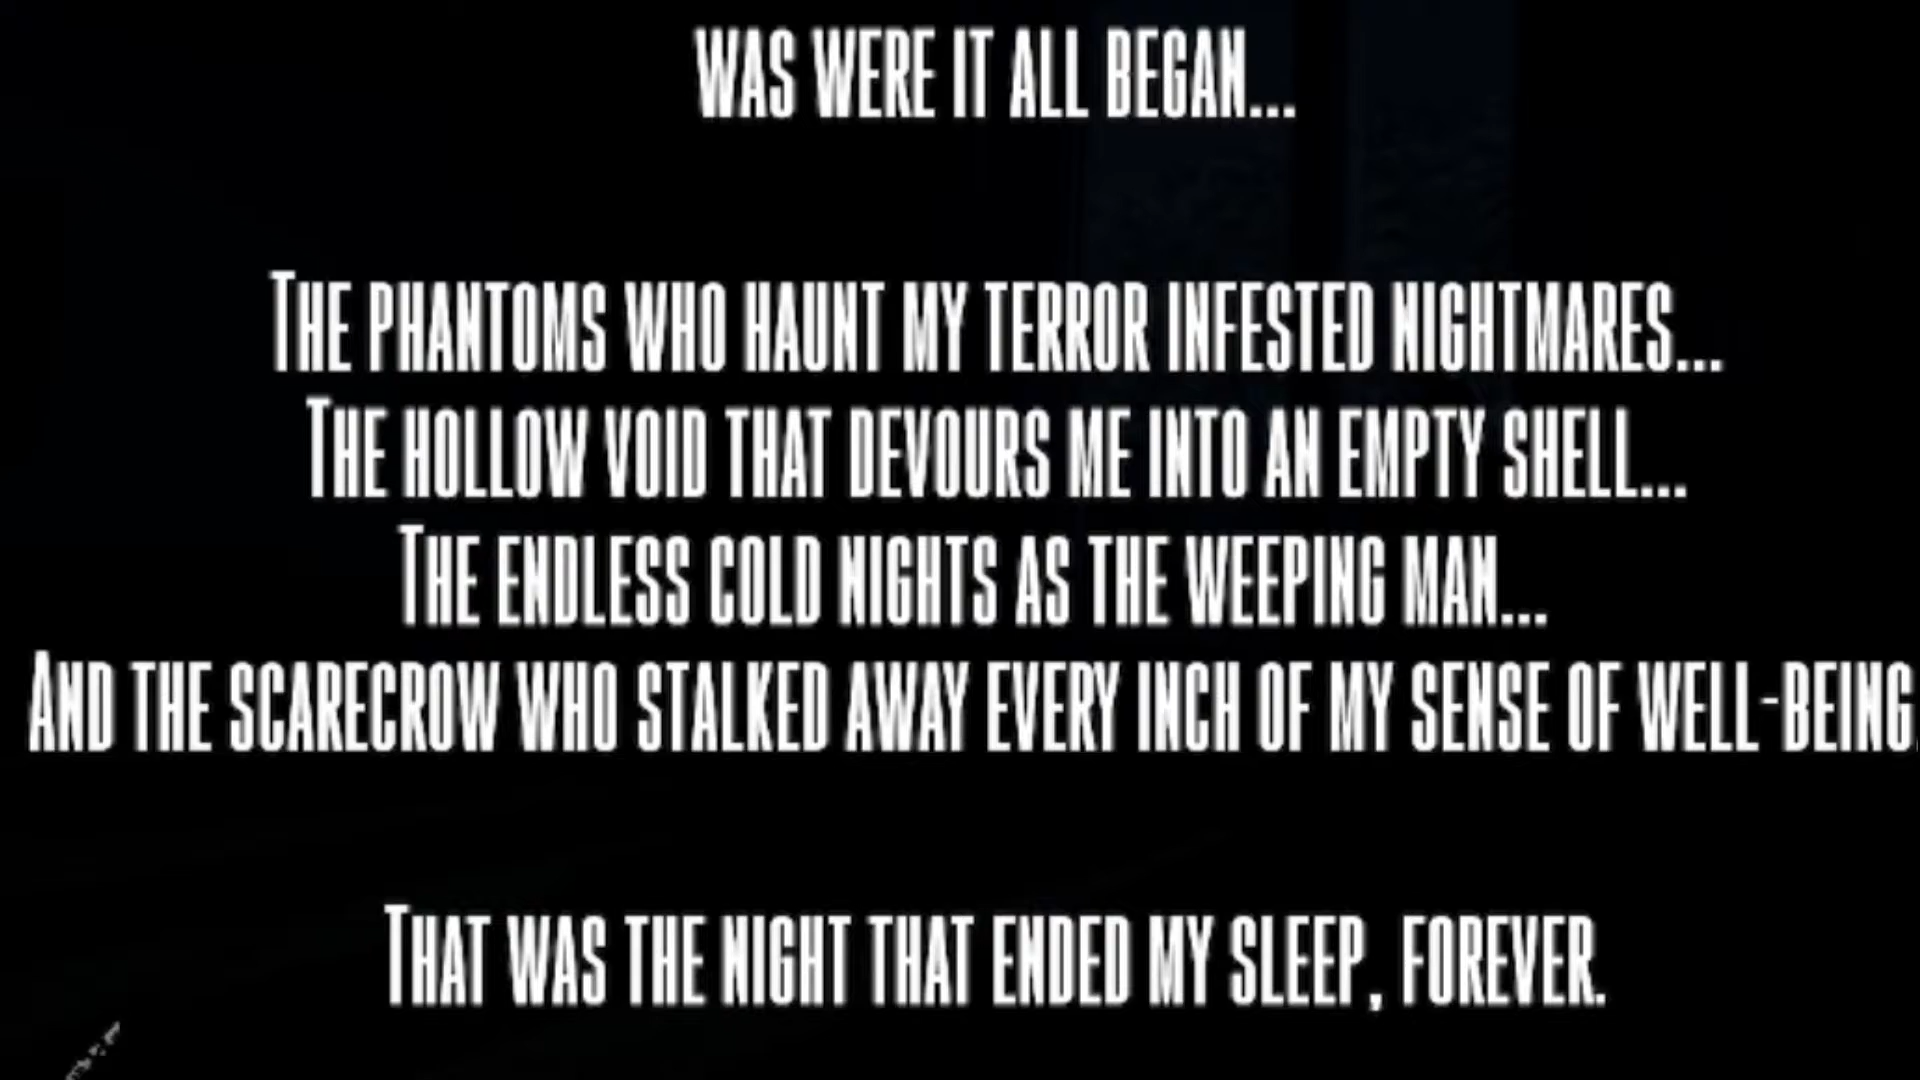 WAS WERE IT ALL BEGAN...
THE PHANTOMS WHO HAUNT MY TERROR INFESTED NIGHTMARES...
THE HOLLOW VOID THAT DEVOURS ME INTO AN EMPTY SHELL...
THE ENDLESS COLD NIGHTS AS THE WEEPING MAN...
AND THE SCARECROW WHO STALKED AWAY EVERY INCH OF MY SENSE OF WELL-BEING.
THAT WAS THE NIGHT THAT ENDED MY SLEEP, FOREVER.